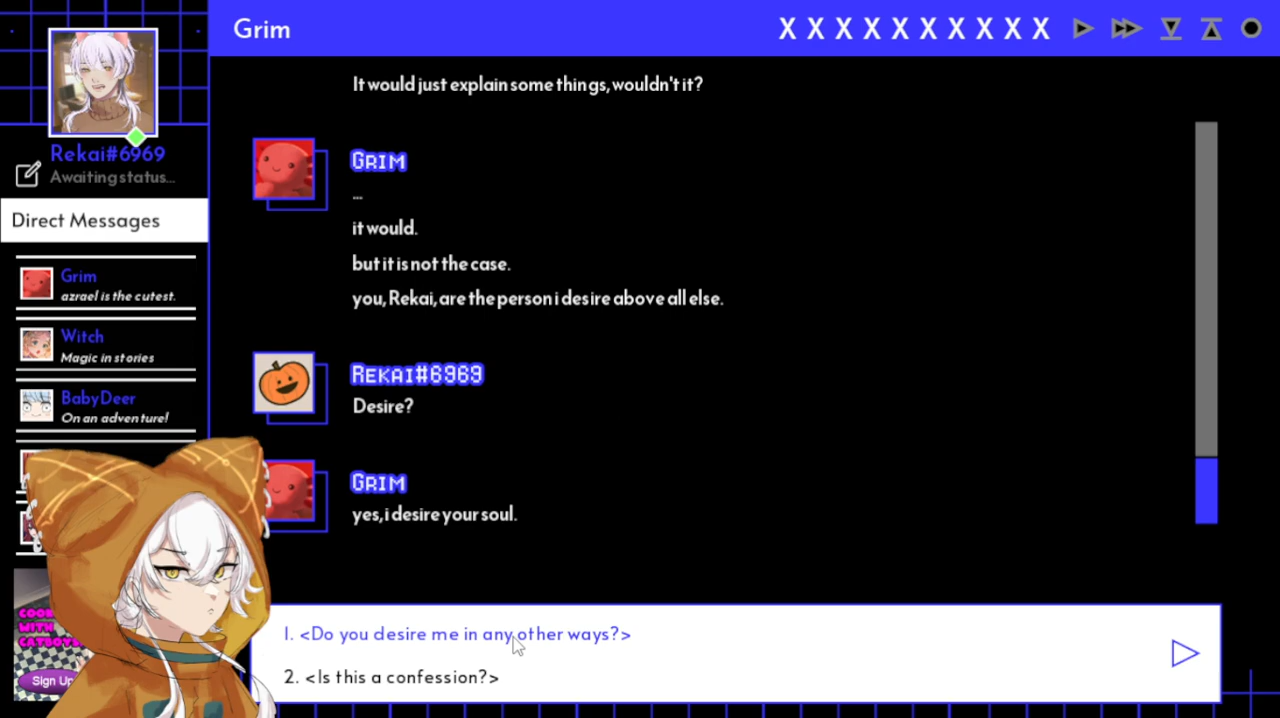 Grim
X X X X X X X X X X
Rekai#6969
Awaiting status...
Direct Messages
Grim
azrael is the cutest.
Witch
Magic in stories
BabyDeer
On an adventure!
Sign Up
It would just explain some things, wouldn't it?
GRIM
...
it would.
but it is not the case.
you, Rekai, are the person i desire above all else.
REKAI#6969
Desire?
GRIM
yes, i desire your soul.
1. <Do you desire me in any other ways?>
2. <Is this a confession?>